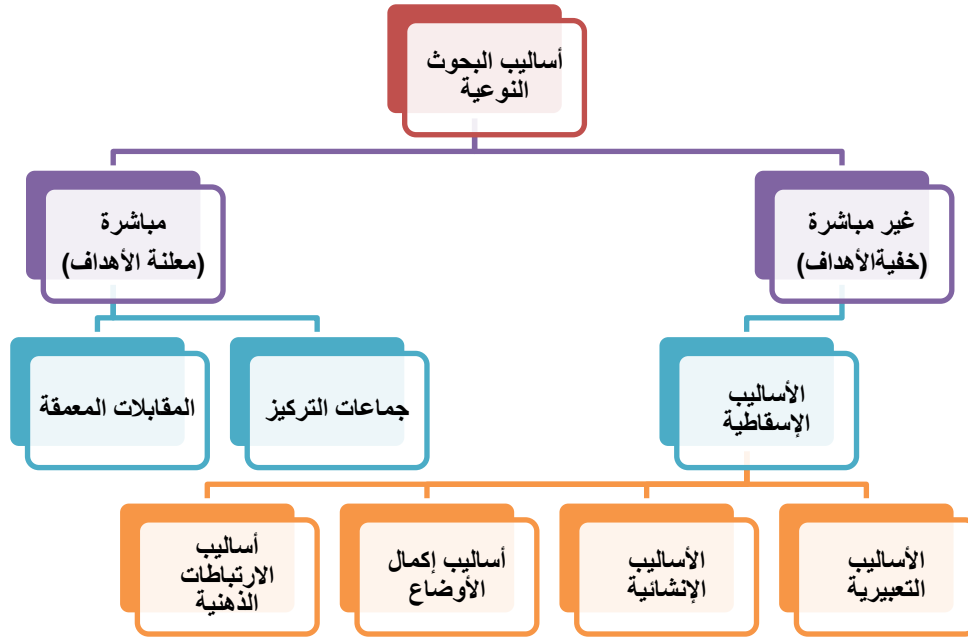 أساليب البحوث
النوعية
غير مباشرة
(خفيةالأهداف)
مباشرة
(معلنة الأهداف)
الأساليب
الإسقاطية
جماعات التركيز
المقابلات المعمقة
الأساليب
التعبيرية
الأساليب
الإنشائية
أساليب إكمال
الأوضاع
أساليب
الارتباطات
الذهنية